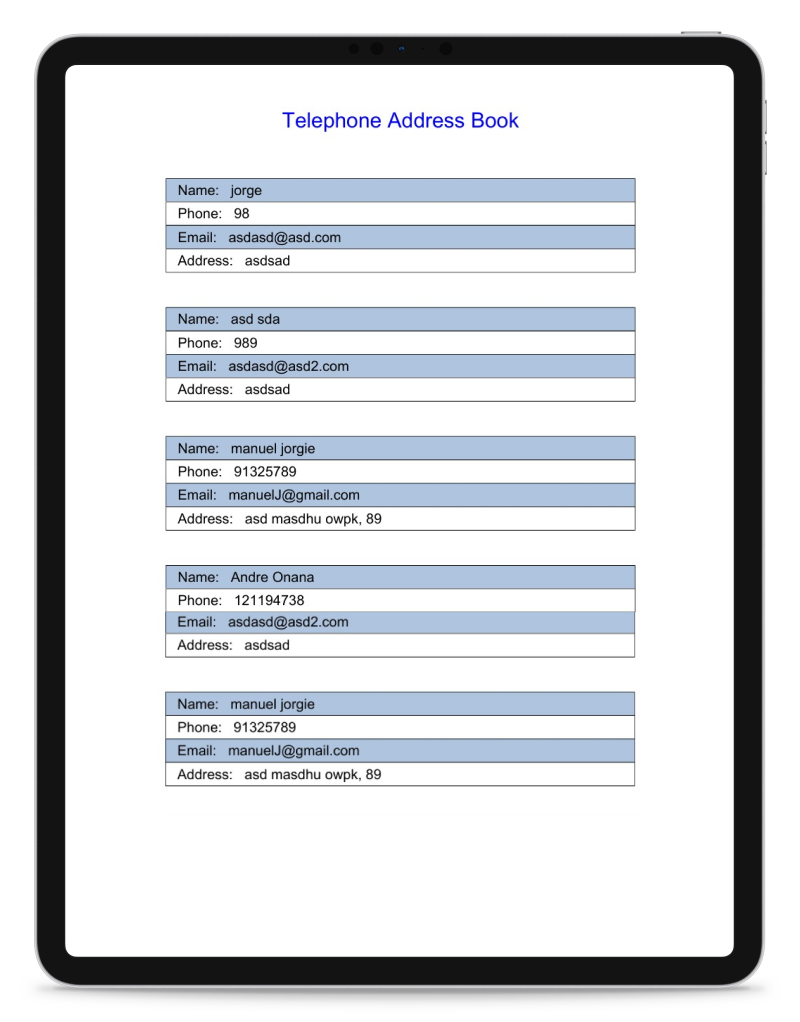 Telephone Address Book
Name: jorge
Phone: 98
Email: asdasd@asd.com
Address: asdsad
Name: asd sda
Phone: 989
Email: asdasd@asd2.com
Address: asdsad
Name: manuel jorgie
Phone: 91325789
Email: manuelJ@gmail.com
Address: asd masdhu owpk, 89
Name: Andre Onana
Phone: 121194738
Email: asdasd@asd2.com
Address: asdsad
Name: manuel jorgie
Phone: 91325789
Email: manuelJ@gmail.com
Address: asd masdhu owpk, 89